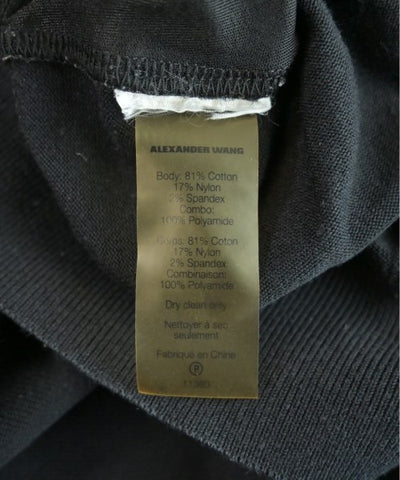 ALEXANDER WANG
Body: 81% Cotton
17% Nylon
2% Spandex
Combo:
100% Polyamide
Corps: 81% Coton
17% Nylon
2% Spandex
Combinaison:
100% Polyamide
Dry clean only
Nettoyer à sec
seulement
Fabriqué en Chine
P